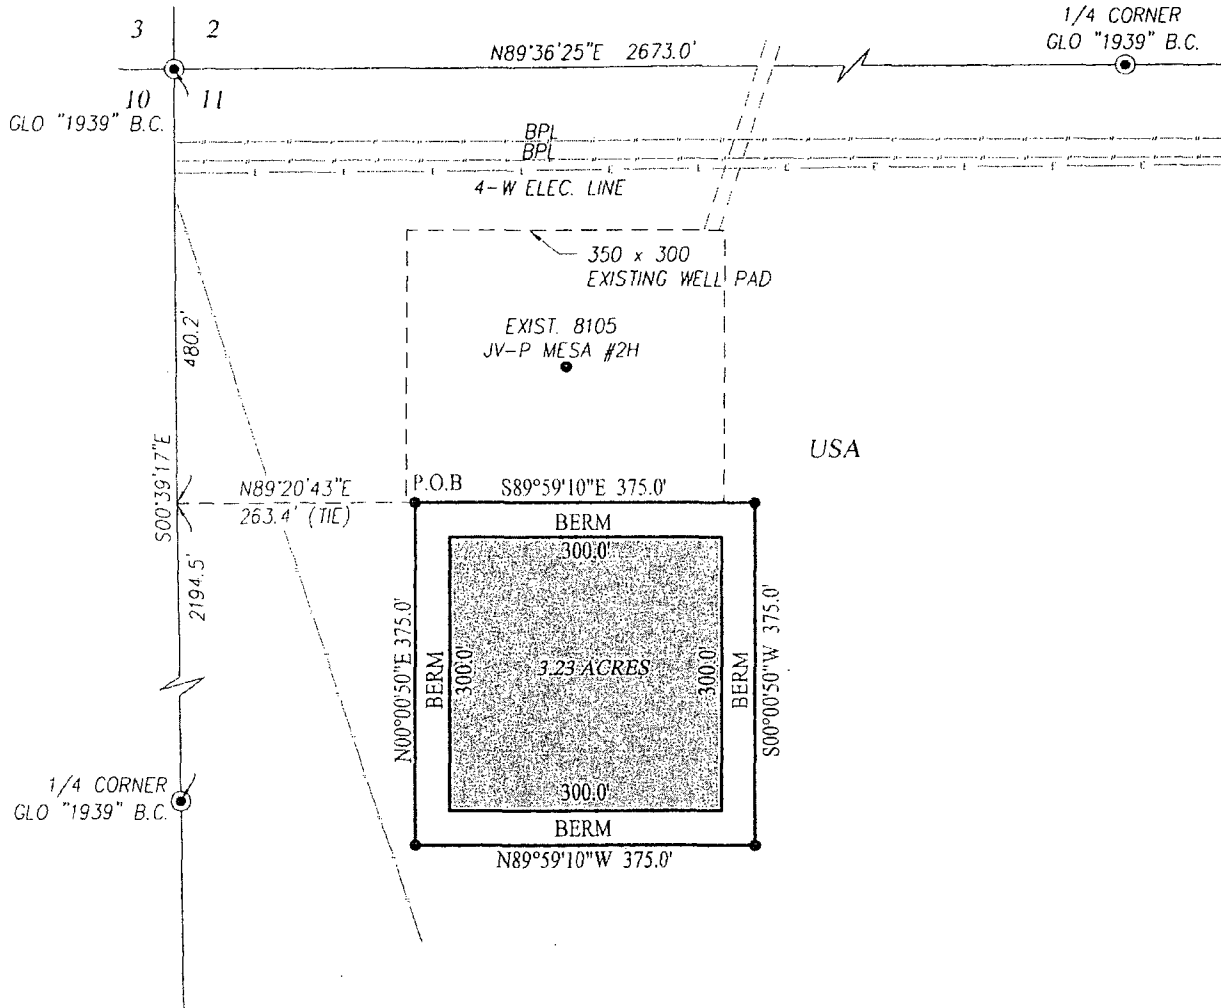 3 2
1/4 CORNER
GLO "1939" B.C.
N89°36'25"E 2673.0'
10 11
GLO "1939" B.C.
BPL
BPL
E E E E E E E E E
4-W ELEC. LINE
350 x 300
EXISTING WELL PAD
EXIST. 8105
JV-P MESA #2H
480.2'
USA
S00°39'17"E
N89°20'43"E
263.4' (TIE)
P.O.B
S89°59'10"E 375.0'
BERM
300.0'
2194.5'
N00°00'50"E 375.0'
BERM
300.0'
3.23 ACRES
300.0'
BERM
S00°00'50"W 375.0'
300.0'
BERM
N89°59'10"W 375.0'
1/4 CORNER
GLO "1939" B.C.